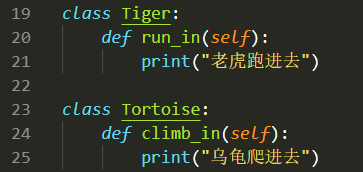 19 class Tiger:
20     def run_in(self):
21         print("老虎跑进去")
22
23 class Tortoise:
24     def climb_in(self):
25         print("乌龟爬进去")